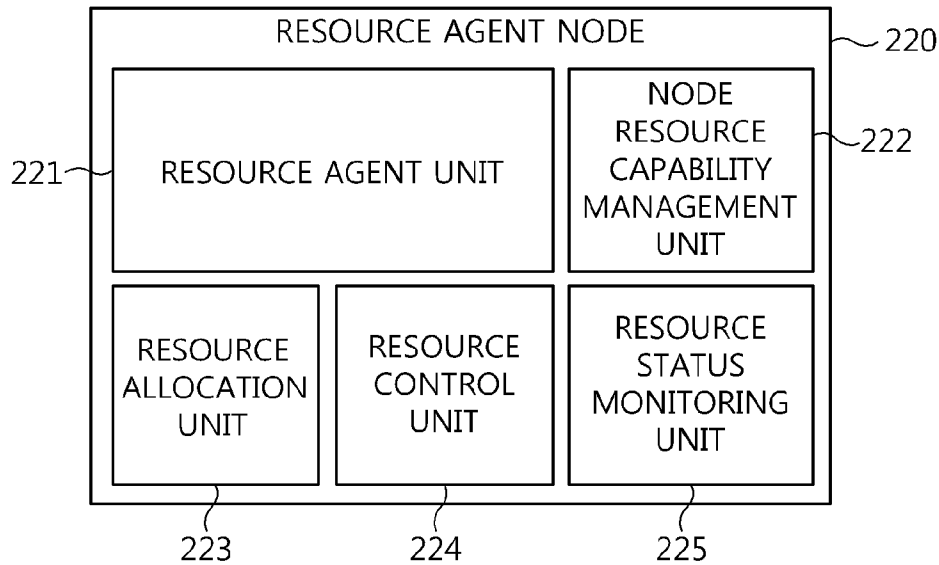 RESOURCE AGENT NODE
220
221
RESOURCE AGENT UNIT
NODE
RESOURCE
CAPABILITY
MANAGEMENT
UNIT
222
RESOURCE
ALLOCATION
UNIT
RESOURCE
CONTROL
UNIT
RESOURCE
STATUS
MONITORING
UNIT
223
224
225